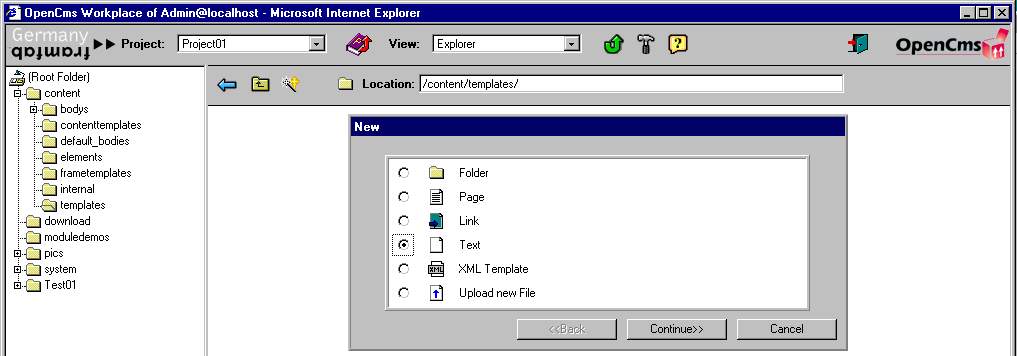 OpenCms Workplace of Admin@localhost - Microsoft Internet Explorer
Germany
framfab
Project: Project01
View: Explorer
OpenCms
(Root Folder)
content
bodys
contenttemplates
default_bodies
elements
frametemplates
internal
templates
download
moduledemos
pics
system
Test01
Location: /content/templates/
New
Folder
Page
Link
Text
XML
XML Template
Upload new File
<<Back Continue>> Cancel